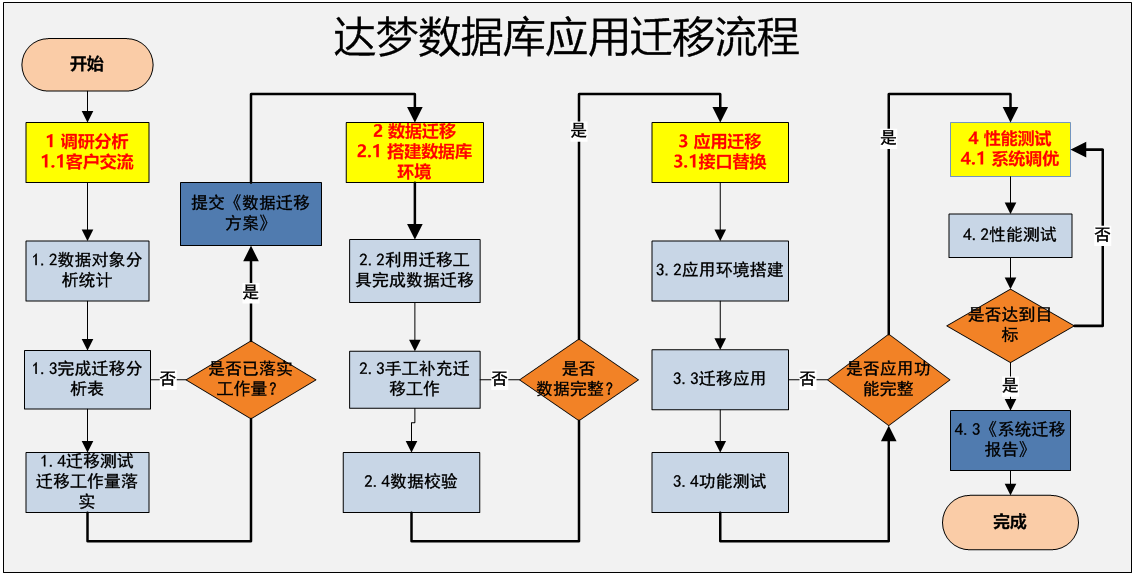 达梦数据库应用迁移流程
开始
1 调研分析
1.1客户交流
1.2数据对象分
析统计
1.3完成迁移分
析表
1.4迁移测试
迁移工作量落
实
否
是否已落实
工作量？
是
提交《数据迁移
方案》
2 数据迁移
2.1 搭建数据库
环境
2.2利用迁移工
具完成数据迁移
2.3手工补充迁
移工作
2.4数据校验
否
是否
数据完整？
是
3 应用迁移
3.1接口替换
3.2应用环境搭建
3.3迁移应用
3.4功能测试
否
是否应用功
能完整
是
4 性能测试
4.1 系统调优
4.2性能测试
是否达到目
标
否
是
4.3《系统迁移
报告》
完成